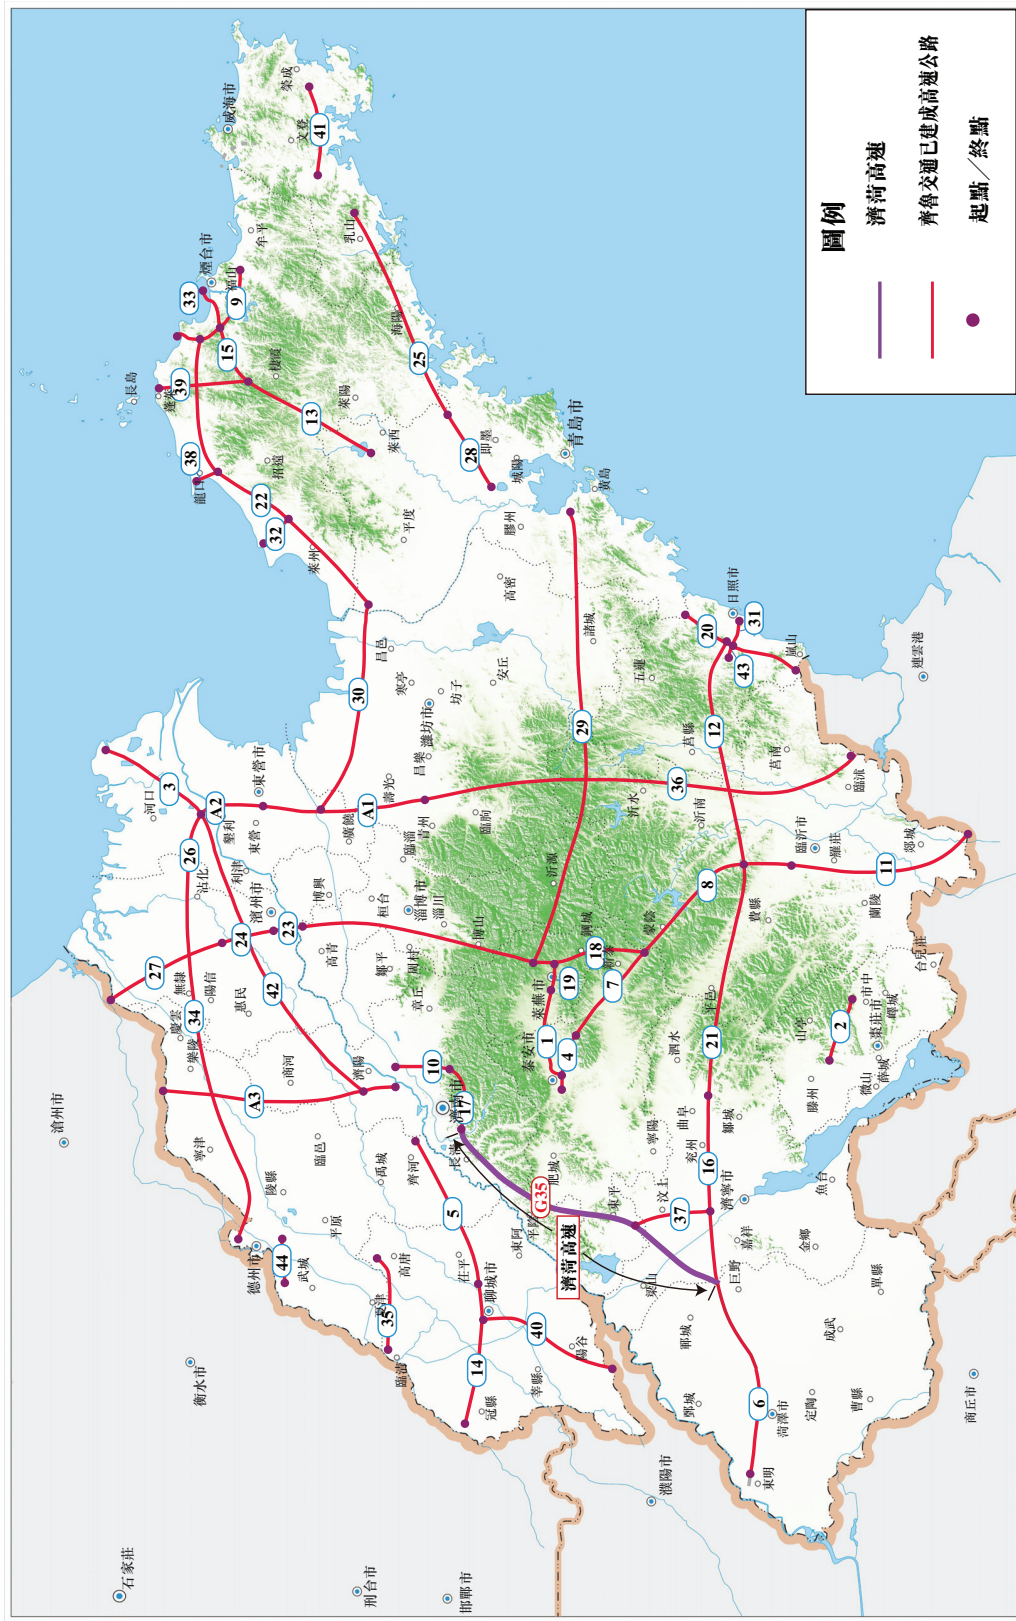 圖例
濟菏高速
齊魯交通已建成高速公路
起點／終點
榮成
威海市
文登
41
乳山
牟平
煙台市
福山
33
9
15
棲霞
長島
蓬萊
39
13
萊陽
海陽
25
38
龍口
招遠
22
32
萊州
萊西
即墨
28
城陽
青島市
黃島
平度
膠州
高密
昌邑
30
寒亭
坊子
安丘
濰坊市
昌樂
諸城
五蓮
29
20
日照市
31
43
嵐山
連雲港
莒縣
12
莒南
臨沭
36
沂水
沂南
3
河口
A2
東營市
墾利
東營
26
利津
沾化
壽光
A1
廣饒
青州
臨淄
臨朐
淄博市
淄川
桓台
博興
23
濱州市
24
27
無棣
陽信
惠民
42
慶雲
34
樂陵
高青
鄒平
周村
博山
章丘
沂源
鋼城
18
新泰
19
萊蕪市
7
蒙陰
8
費縣
臨沂市
羅莊
郯城
11
蘭陵
台兒莊
1
4
泰安市
平邑
泗水
21
山亭
2
市中
棗莊市
嶧城
薛城
微山
滕州
商河
濟陽
A3
10
濟南市
17
長清
寧津
臨邑
陵縣
禹城
齊河
5
平原
德州市
44
武城
高唐
夏津
35
臨清
茌平
聊城市
東阿
平陰
G35
濟菏高速
肥城
寧陽
曲阜
鄒城
兗州
16
濟寧市
汶上
37
東平
梁山
魚台
嘉祥
金鄉
巨野
單縣
鄆城
成武
14
冠縣
莘縣
40
陽谷
鄄城
6
菏澤市
定陶
曹縣
東明
滄州市
衡水市
石家莊
刑台市
邯鄲市
濮陽市
商丘市